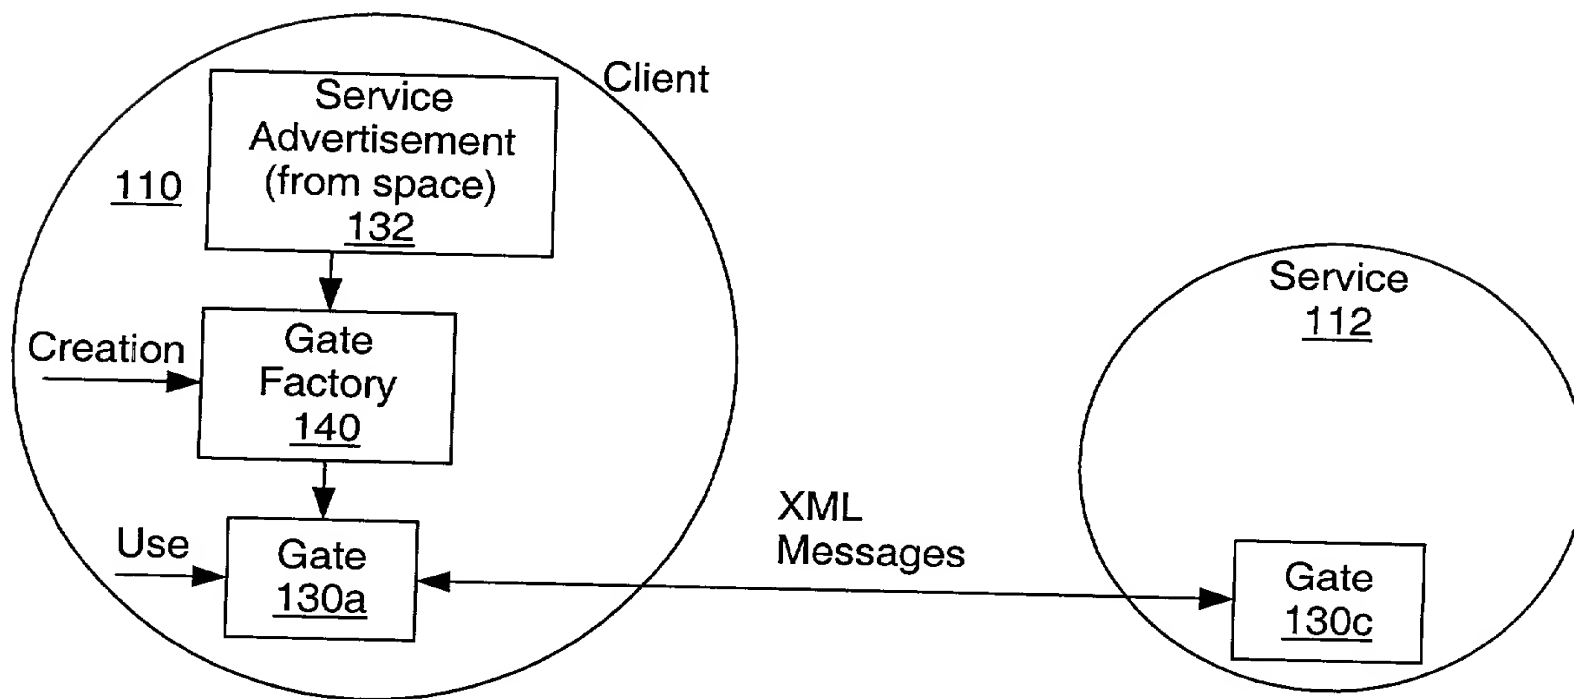 Client
110
Service
Advertisement
(from space)
132
Creation
Gate
Factory
140
Use
Gate
130a
XML
Messages
Service
112
Gate
130c